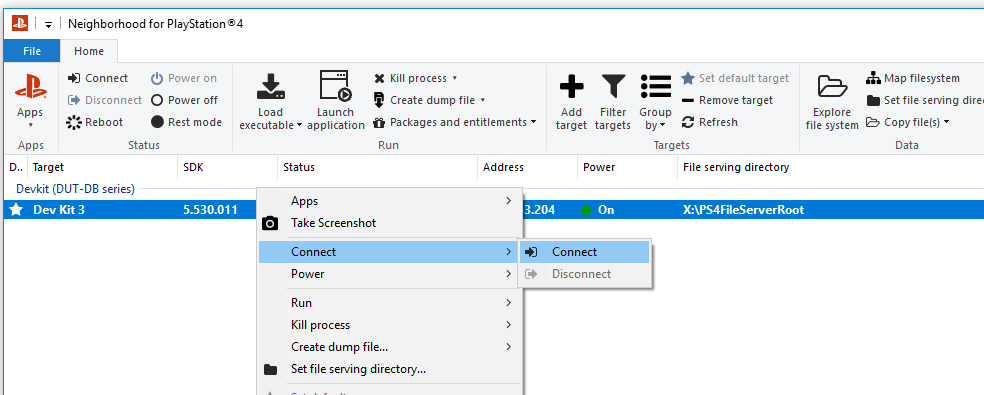 Neighborhood for PlayStation®4
File Home
Connect Power on Kill process Set default target Map filesystem
Disconnect Power off Create dump file Remove target Set file serving dire
Reboot Rest mode Packages and entitlements Refresh Copy file(s)
Apps Load executable Launch application Add target Filter targets Group by Explore file system
Apps Status Run Targets Data
D.. Target SDK Status Address Power File serving directory
Devkit (DUT-DB series)
Dev Kit 3 5.530.011 3.204 On X:\PS4FileServerRoot
Apps
Take Screenshot
Connect
Connect
Power
Disconnect
Run
Kill process
Create dump file...
Set file serving directory...